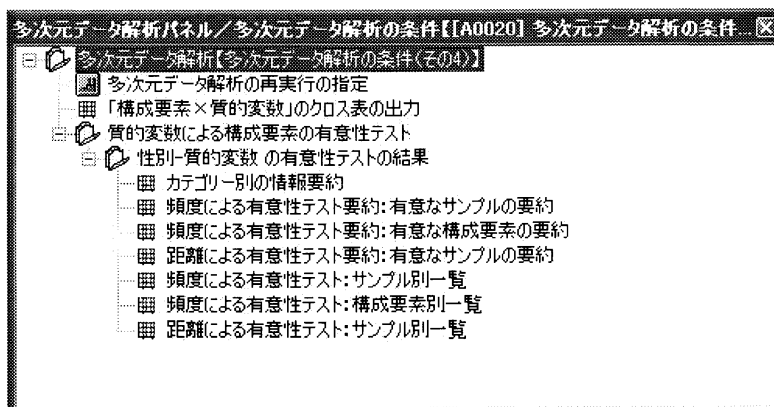 多次元データ解析パネル／多次元データ解析の条件【[A0020] 多次元データ解析の条件...
多次元データ解析【多次元データ解析の条件(その4)】
多次元データ解析の再実行の指定
「構成要素×質的変数」のクロス表の出力
質的変数による構成要素の有意性テスト
性別-質的変数 の有意性テストの結果
カテゴリー別の情報要約
頻度による有意性テスト要約:有意なサンプルの要約
頻度による有意性テスト要約:有意な構成要素の要約
距離による有意性テスト要約:有意なサンプルの要約
頻度による有意性テスト:サンプル別一覧
頻度による有意性テスト:構成要素別一覧
距離による有意性テスト:サンプル別一覧